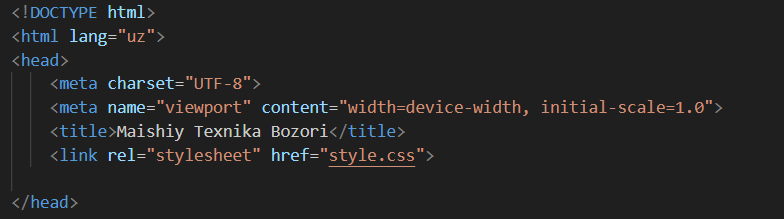 <!DOCTYPE html>
<html lang="uz">
<head>
<meta charset="UTF-8">
<meta name="viewport" content="width=device-width, initial-scale=1.0">
<title>Maishiy Texnika Bozori</title>
<link rel="stylesheet" href="style.css">
</head>